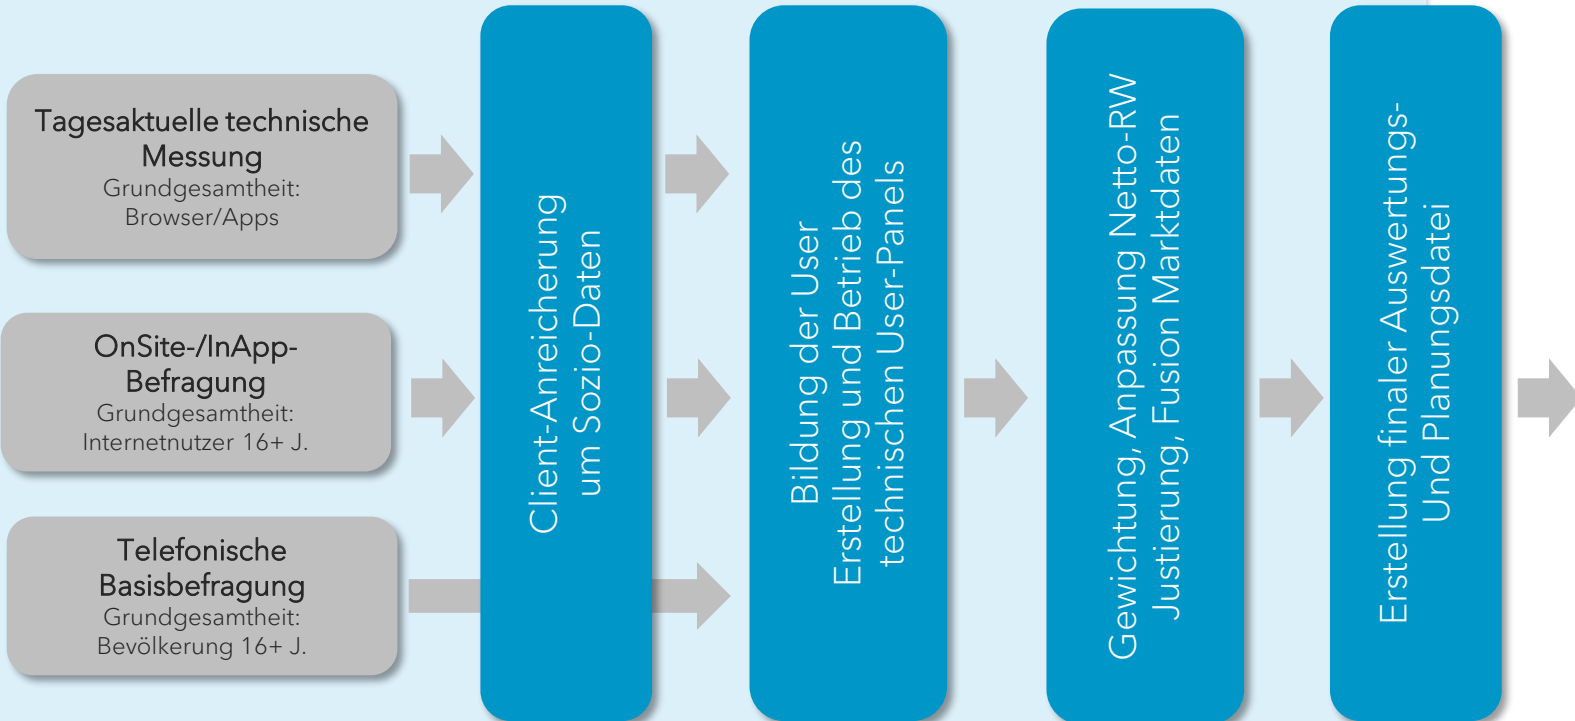 Tagesaktuelle technische
Messung
Grundgesamtheit:
Browser/Apps
OnSite-/InApp-
Befragung
Grundgesamtheit:
Internetnutzer 16+ J.
Telefonische
Basisbefragung
Grundgesamtheit:
Bevölkerung 16+ J.
Client-Anreicherung
um Sozio-Daten
Bildung der User
Erstellung und Betrieb des
technischen User-Panels
Gewichtung, Anpassung Netto-RW
Justierung, Fusion Marktdaten
Erstellung finaler Auswertungs-
Und Planungsdatei